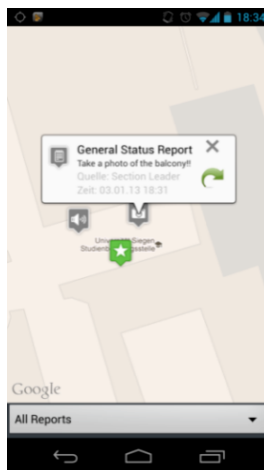 18:34
General Status Report
Take a photo of the balcony!!
Quelle: Section Leader
Zeit: 03.01.13 18:31
Siegen
Google
All Reports